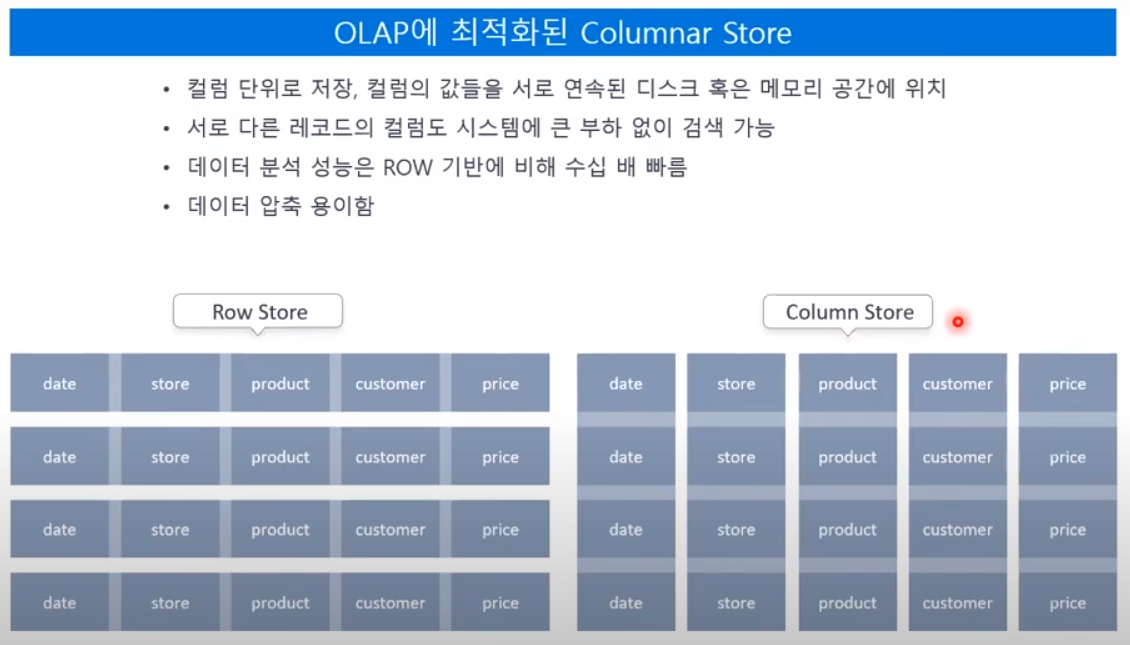 OLAP에 최적화된 Columnar Store
• 컬럼 단위로 저장, 컬럼의 값들을 서로 연속된 디스크 혹은 메모리 공간에 위치
• 서로 다른 레코드의 컬럼도 시스템에 큰 부하 없이 검색 가능
• 데이터 분석 성능은 ROW 기반에 비해 수십 배 빠름
• 데이터 압축 용이함
Row Store
date store product customer price
date store product customer price
date store product customer price
date store product customer price
Column Store
date store product customer price
date store product customer price
date store product customer price
date store product customer price